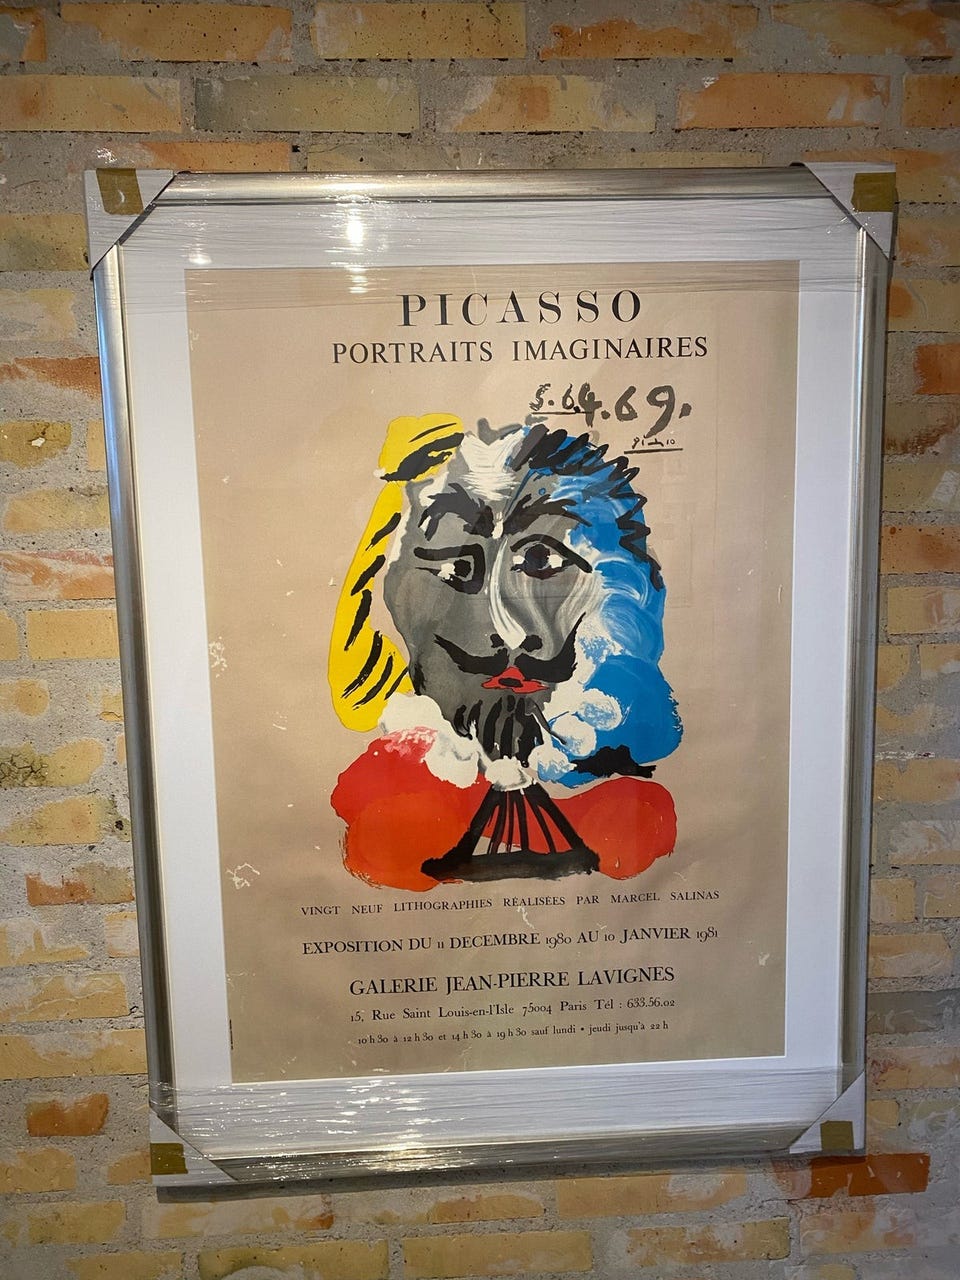 PICASSO
PORTRAITS IMAGINAIRES
5.64.69.
VINGT NEUF LITHOGRAPHIES RÉALISÉES PAR MARCEL SALINAS
EXPOSITION DU 11 DECEMBRE 1980 AU 10 JANVIER 1981
GALERIE JEAN-PIERRE LAVIGNES
15, Rue Saint Louis-en-l'Isle 75004 Paris Tél : 633.56.02
10 h 30 à 12 h 30 et 14 h 30 à 19 h 30 sauf lundi • jeudi jusqu'à 22 h